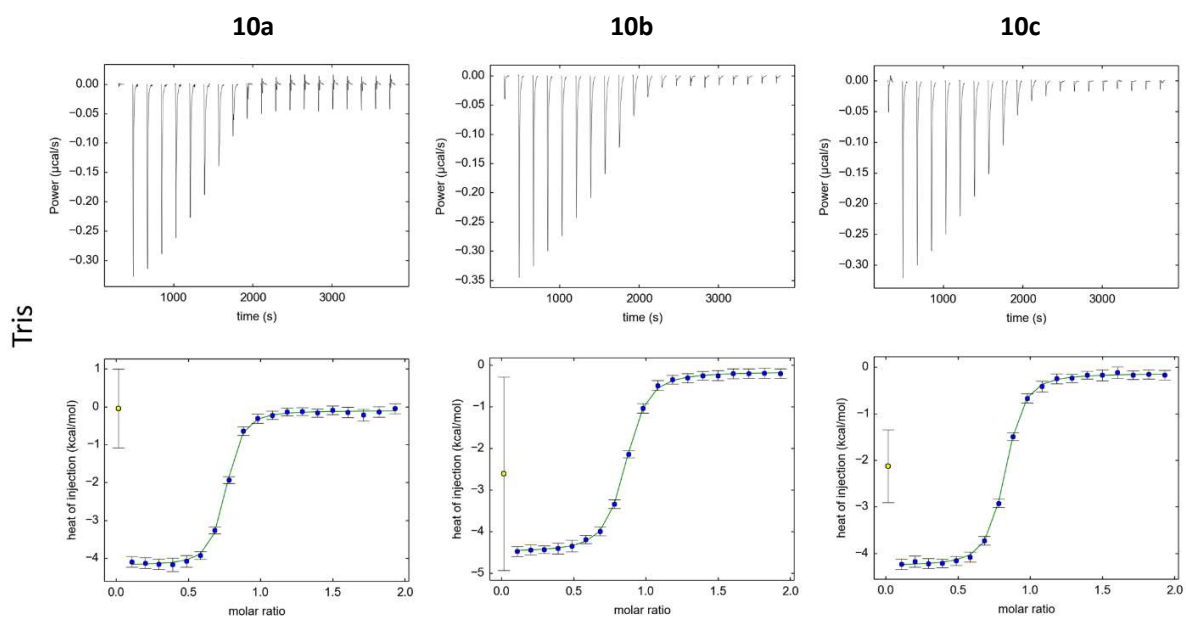 10a 10b 10c
Tris
Power (µcal/s)
0.00
−0.05
−0.10
−0.15
−0.20
−0.25
−0.30
1000 2000 3000
time (s)
Power (µcal/s)
0.00
−0.05
−0.10
−0.15
−0.20
−0.25
−0.30
−0.35
1000 2000 3000
time (s)
Power (µcal/s)
0.00
−0.05
−0.10
−0.15
−0.20
−0.25
−0.30
1000 2000 3000
time (s)
heat of injection (kcal/mol)
1
0
−1
−2
−3
−4
0.0 0.5 1.0 1.5 2.0
molar ratio
heat of injection (kcal/mol)
0
−1
−2
−3
−4
−5
0.0 0.5 1.0 1.5 2.0
molar ratio
heat of injection (kcal/mol)
0
−1
−2
−3
−4
0.0 0.5 1.0 1.5 2.0
molar ratio